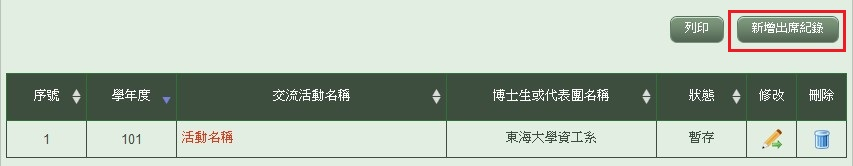 列印 新增出席紀錄
序號 學年度 交流活動名稱 博士生或代表團名稱 狀態 修改 刪除
1 101 活動名稱 東海大學資工系 暫存